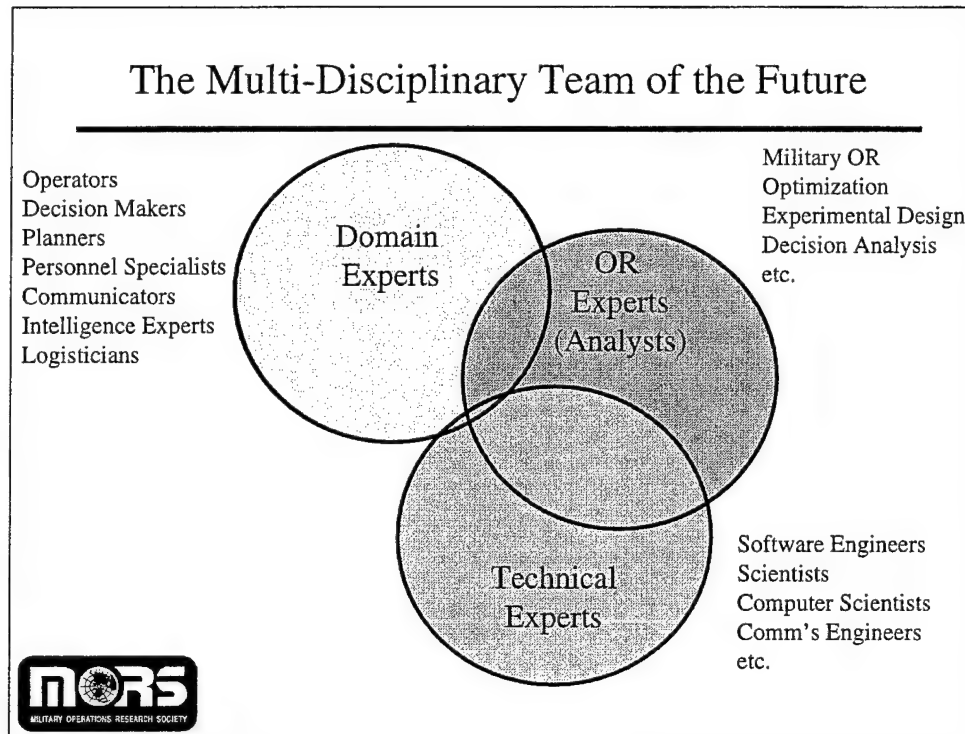 The Multi-Disciplinary Team of the Future
Operators
Decision Makers
Planners
Personnel Specialists
Communicators
Intelligence Experts
Logisticians
Domain
Experts
OR
Experts
(Analysts)
Military OR
Optimization
Experimental Design
Decision Analysis
etc.
Technical
Experts
Software Engineers
Scientists
Computer Scientists
Comm's Engineers
etc.
MORS
MILITARY OPERATIONS RESEARCH SOCIETY